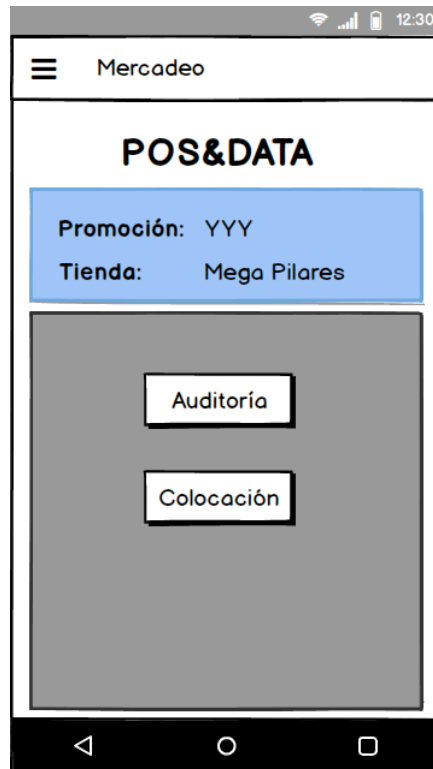 12:30
Mercadeo
POS&DATA
Promoción: YYY
Tienda: Mega Pilares
Auditoría
Colocación